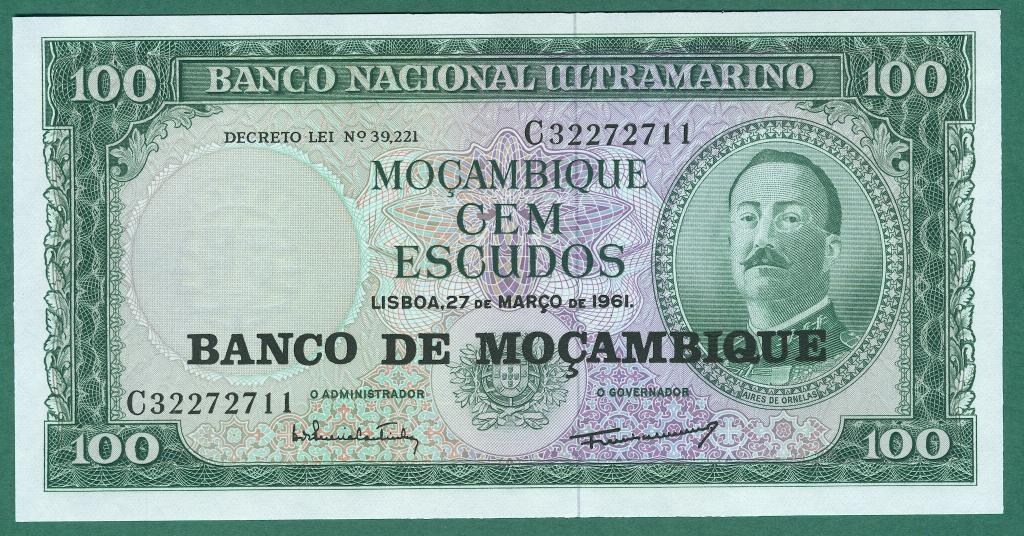 100 BANCO NACIONAL ULTRAMARINO 100
DECRETO LEI Nº 39,221 C32272711
MOÇAMBIQUE
CEM
ESCUDOS
LISBOA, 27 DE MARÇO DE 1961.
BANCO DE MOÇAMBIQUE
O ADMINISTRADOR O GOVERNADOR
AIRES DE ORNELAS
C32272711
100 100